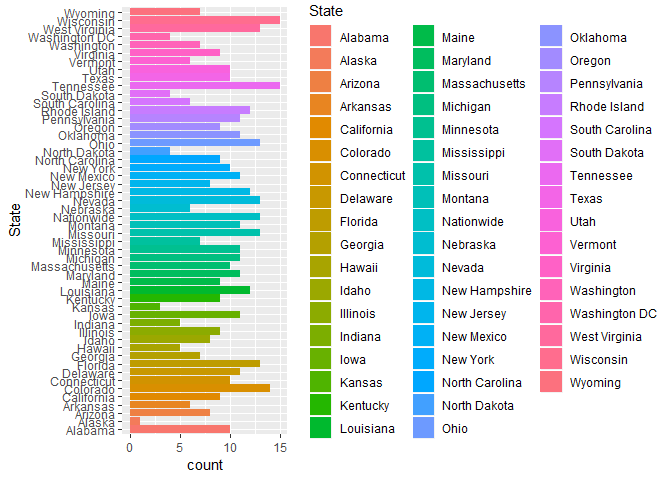 State
Wyoming
Wisconsin
West Virginia
Washington DC
Washington
Virginia
Vermont
Utah
Texas
Tennessee
South Dakota
South Carolina
Rhode Island
Pennsylvania
Oregon
Oklahoma
Ohio
North Dakota
North Carolina
New York
New Mexico
New Jersey
New Hampshire
Nevada
Nebraska
Nationwide
Montana
Missouri
Mississippi
Minnesota
Michigan
Massachusetts
Maryland
Maine
Louisiana
Kentucky
Kansas
Iowa
Indiana
Illinois
Idaho
Hawaii
Georgia
Florida
Delaware
Connecticut
Colorado
California
Arkansas
Arizona
Alaska
Alabama
0 5 10 15
count
State
Alabama
Alaska
Arizona
Arkansas
California
Colorado
Connecticut
Delaware
Florida
Georgia
Hawaii
Idaho
Illinois
Indiana
Iowa
Kansas
Kentucky
Louisiana
Maine
Maryland
Massachusetts
Michigan
Minnesota
Mississippi
Missouri
Montana
Nationwide
Nebraska
Nevada
New Hampshire
New Jersey
New Mexico
New York
North Carolina
North Dakota
Ohio
Oklahoma
Oregon
Pennsylvania
Rhode Island
South Carolina
South Dakota
Tennessee
Texas
Utah
Vermont
Virginia
Washington
Washington DC
West Virginia
Wisconsin
Wyoming